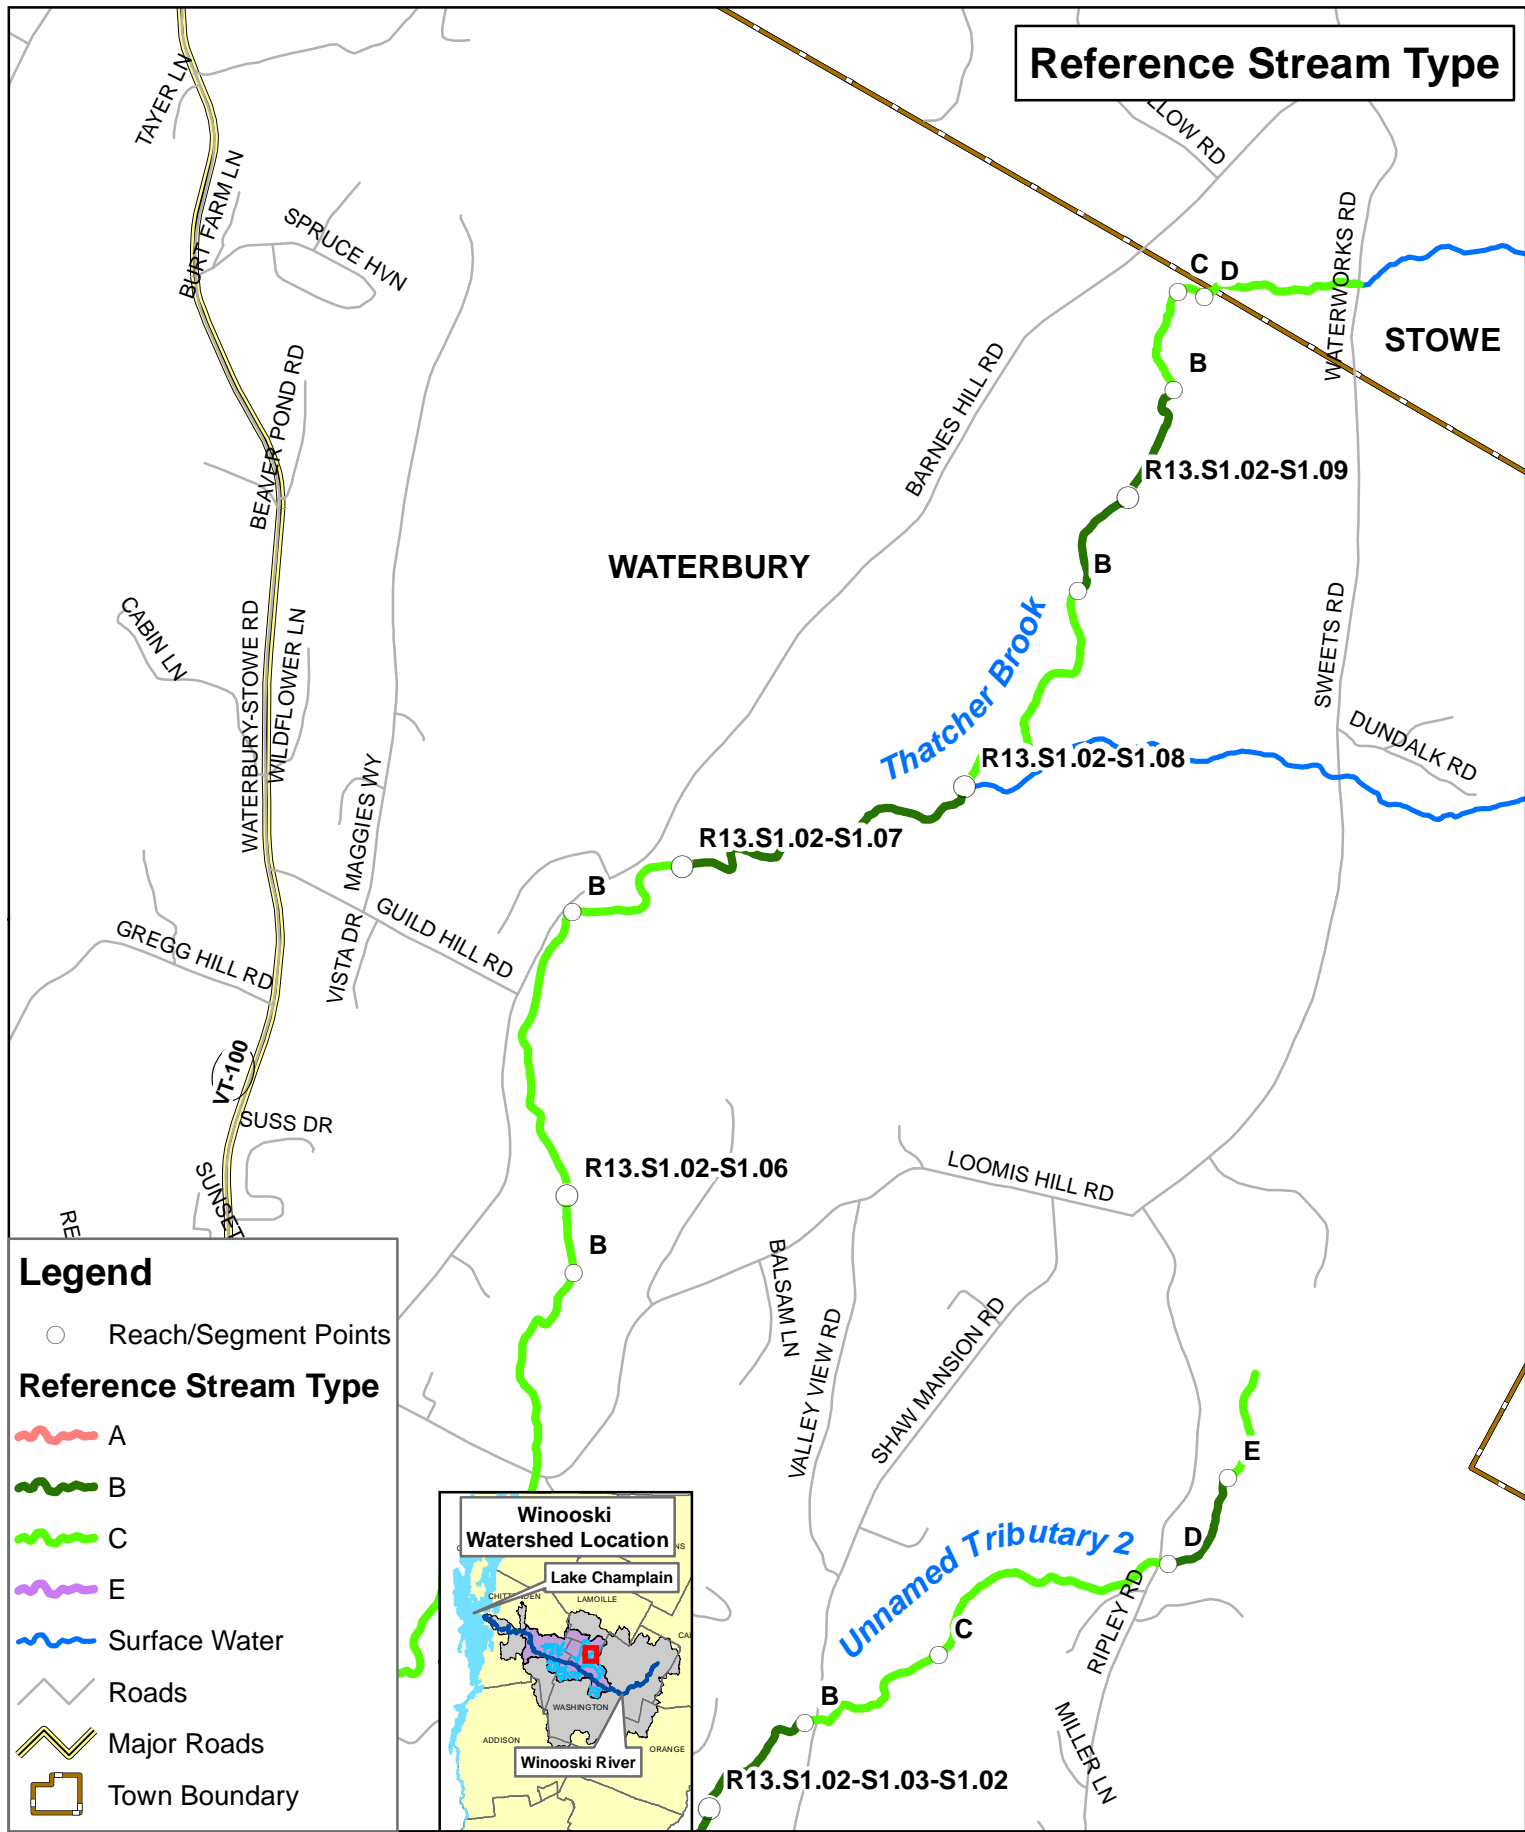 Reference Stream Type
TAYER LN
BURT FARM LN
SPRUCE HVN
LLOW RD
WATERWORKS RD
C
D
STOWE
B
BARNES HILL RD
BEAVER POND RD
R13.S1.02-S1.09
WATERBURY
B
CABIN LN
WATERBURY-STOWE RD
WILDFLOWER LN
Thatcher Brook
SWEETS RD
DUNDALK RD
R13.S1.02-S1.08
MAGGIES WY
R13.S1.02-S1.07
B
GUILD HILL RD
VISTA DR
GREGG HILL RD
VT-100
SUSS DR
SUNSET
RE
R13.S1.02-S1.06
LOOMIS HILL RD
B
BALSAM LN
VALLEY VIEW RD
SHAW MANSION RD
E
D
Unnamed Tributary 2
RIPLEY RD
C
B
MILLER LN
R13.S1.02-S1.03-S1.02
Legend
Reach/Segment Points
Reference Stream Type
A
B
C
E
Surface Water
Roads
Major Roads
Town Boundary
Winooski
Watershed Location
Lake Champlain
LAMOILLE
WASHINGTON
ADDISON
ORANGE
Winooski River